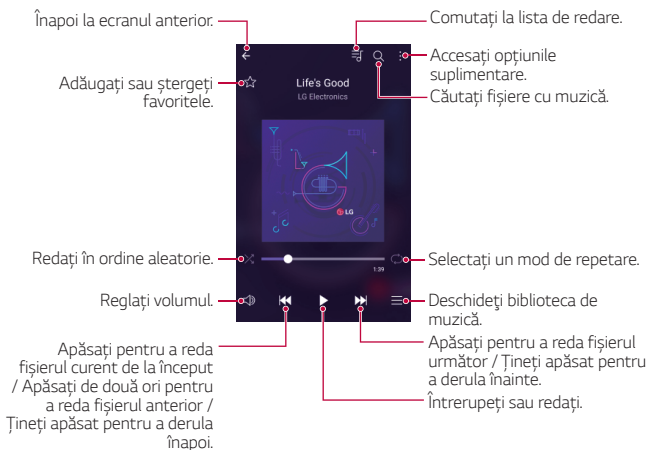 Înapoi la ecranul anterior.
Comutați la lista de redare.
Accesați opțiunile
suplimentare.
Adăugați sau ștergeți
favoritele.
Căutați fișiere cu muzică.
Life's Good
LG Electronics
LG
Redați în ordine aleatorie.
Selectați un mod de repetare.
1:39
Reglați volumul.
Deschideți biblioteca de
muzică.
Apăsați pentru a reda
fișierul curent de la început
/ Apăsați de două ori pentru
a reda fișierul anterior /
Țineți apăsat pentru a derula
înapoi.
Apăsați pentru a reda fișierul
următor / Țineți apăsat pentru
a derula înainte.
Întrerupeți sau redați.